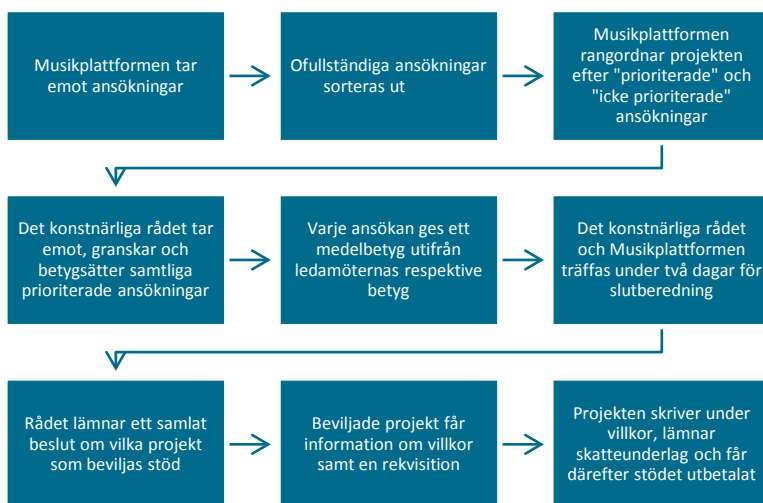 Musikplattformen tar
emot ansökningar
Ofullständiga ansökningar
sorteras ut
Musikplattformen
rangordnar projekten
efter "prioriterade" och
"icke prioriterade"
ansökningar
Det konstnärliga rådet tar
emot, granskar och
betygsätter samtliga
prioriterade ansökningar
Varje ansökan ges ett
medelbetyg utifrån
ledamöternas respektive
betyg
Det konstnärliga rådet
och Musikplattformen
träffas under två dagar för
slutberedning
Rådet lämnar ett samlat
beslut om vilka projekt
som beviljas stöd
Beviljade projekt får
information om villkor
samt en rekvisition
Projekten skriver under
villkor, lämnar
skatteunderlag och får
därefter stödet utbetalat